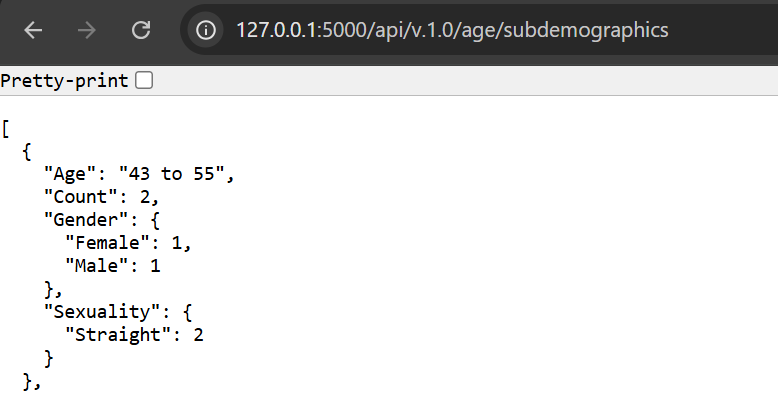 127.0.0.1:5000/api/v.1.0/age/subdemographics
Pretty-print
[
  {
    "Age": "43 to 55",
    "Count": 2,
    "Gender": {
      "Female": 1,
      "Male": 1
    },
    "Sexuality": {
      "Straight": 2
    }
  },